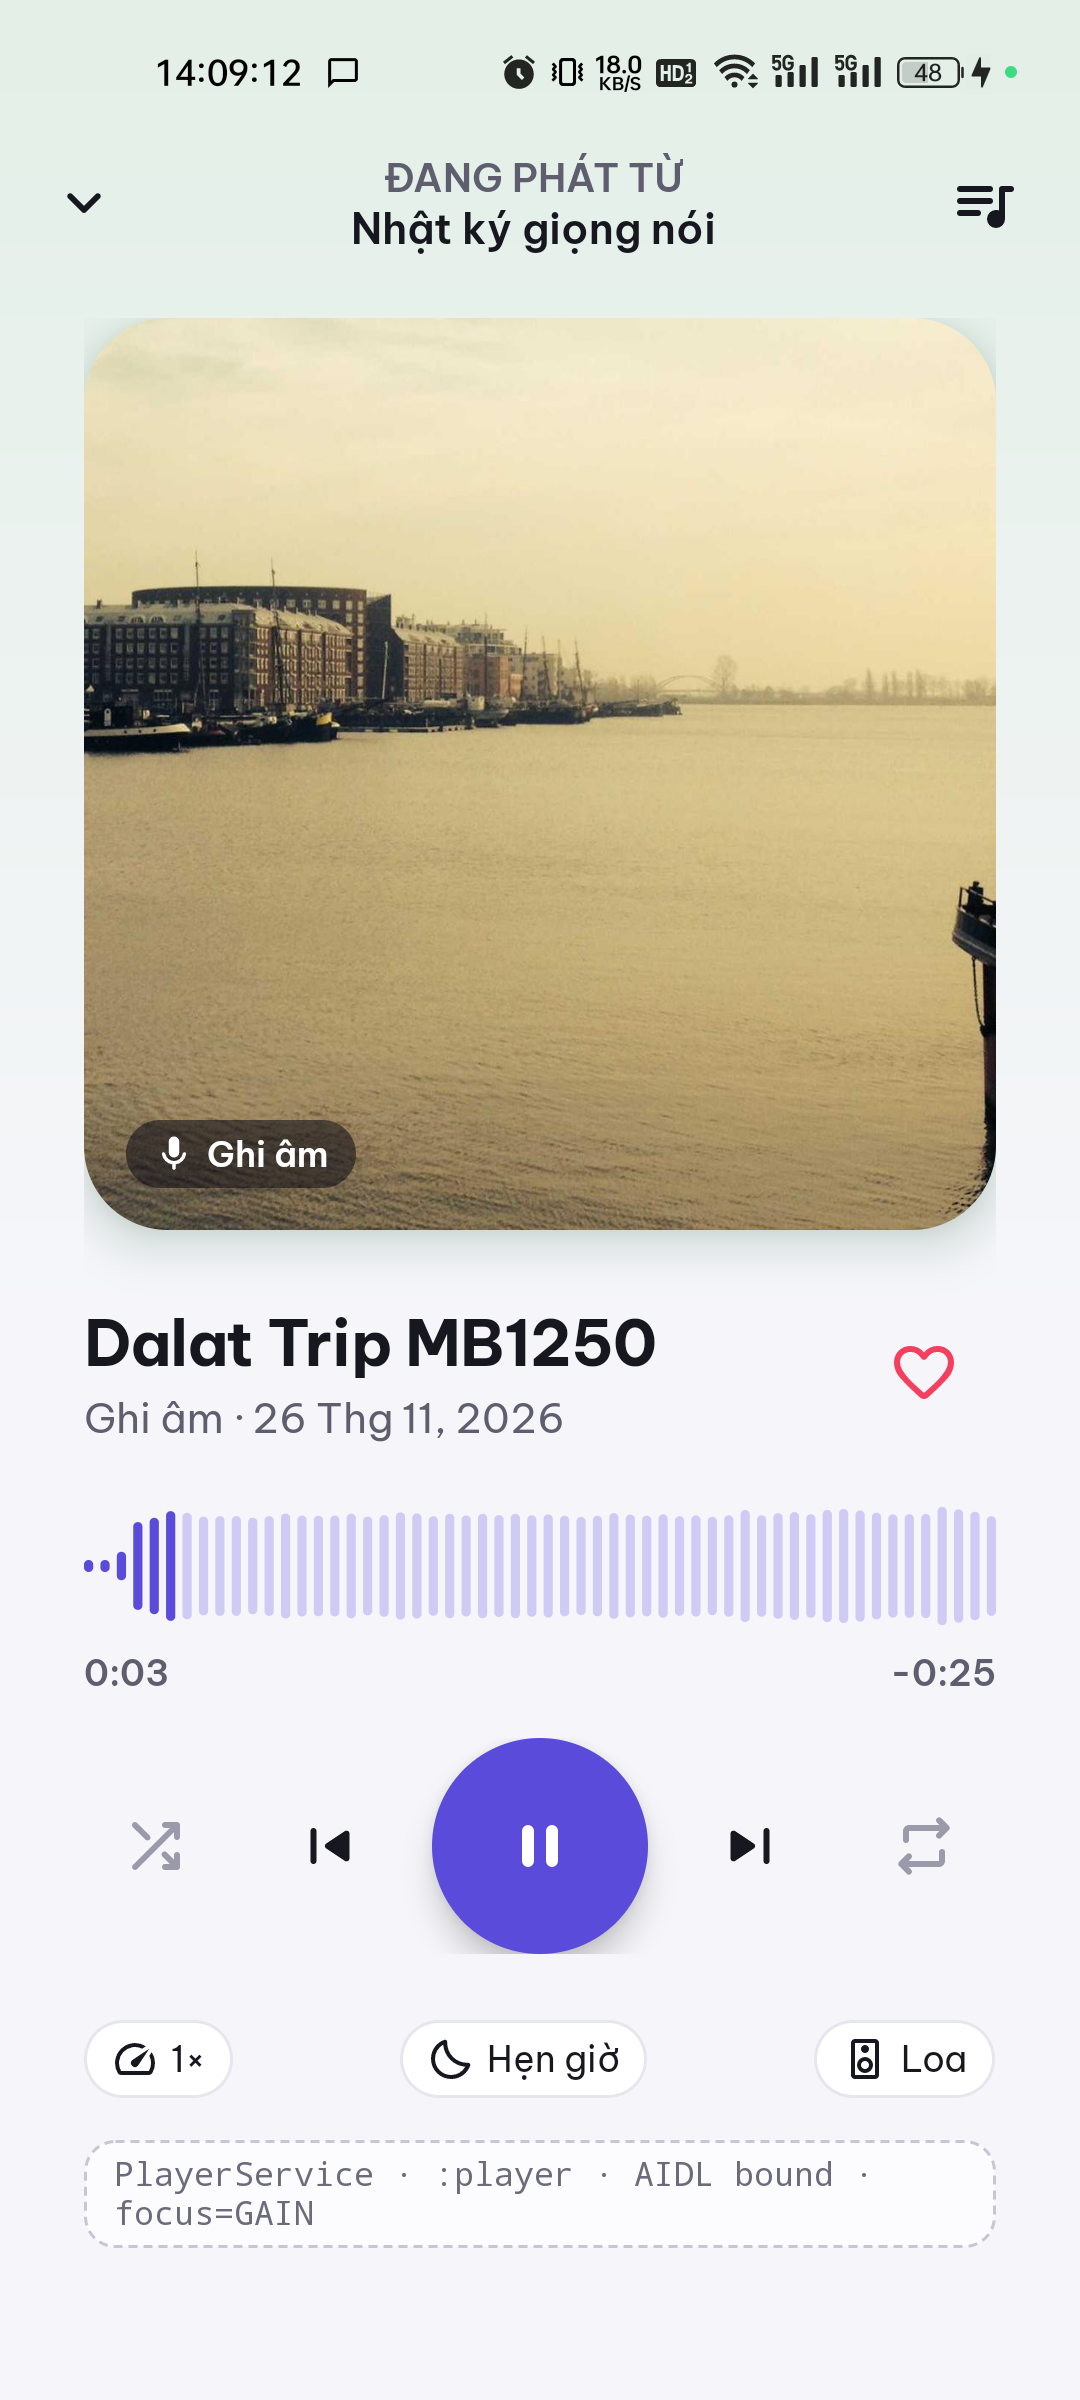 14:09:12
18.0
KB/S
HD 1 2
5G
5G
48
ĐANG PHÁT TỪ
Nhật ký giọng nói
Ghi âm
Dalat Trip MB1250
Ghi âm · 26 Thg 11, 2026
0:03
-0:25
1×
Hẹn giờ
Loa
PlayerService · :player · AIDL bound ·
focus=GAIN